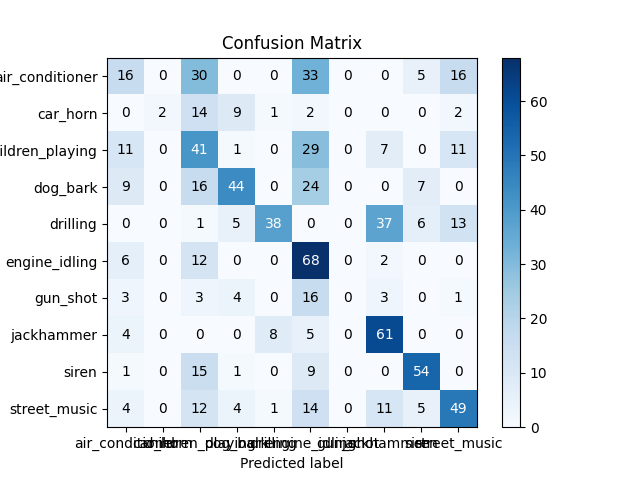 Confusion Matrix
air_conditioner 16 0 30 0 0 33 0 0 5 16
car_horn 0 2 14 9 1 2 0 0 0 2
ildren_playing 11 0 41 1 0 29 0 7 0 11
dog_bark 9 0 16 44 0 24 0 0 7 0
drilling 0 0 1 5 38 0 0 37 6 13
engine_idling 6 0 12 0 0 68 0 2 0 0
gun_shot 3 0 3 4 0 16 0 3 0 1
jackhammer 4 0 0 0 8 5 0 61 0 0
siren 1 0 15 1 0 9 0 0 54 0
street_music 4 0 12 4 1 14 0 11 5 49
street_music
Predicted label
60
50
40
30
20
10
0